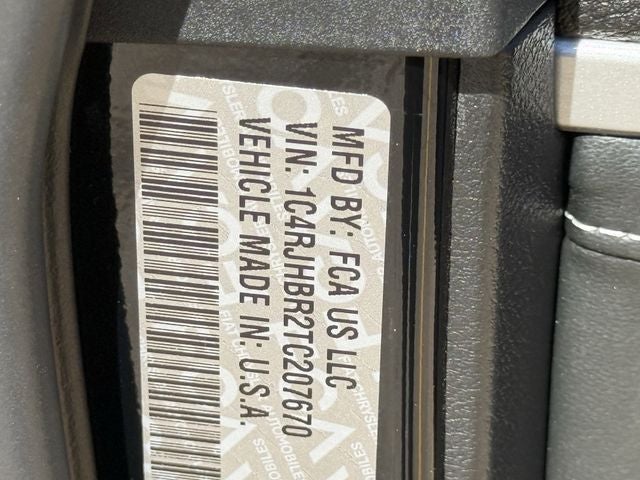 MFD BY: FCA US LLC
VIN: 1C4RJHBR2TC207670
VEHICLE MADE IN: U.S.A.